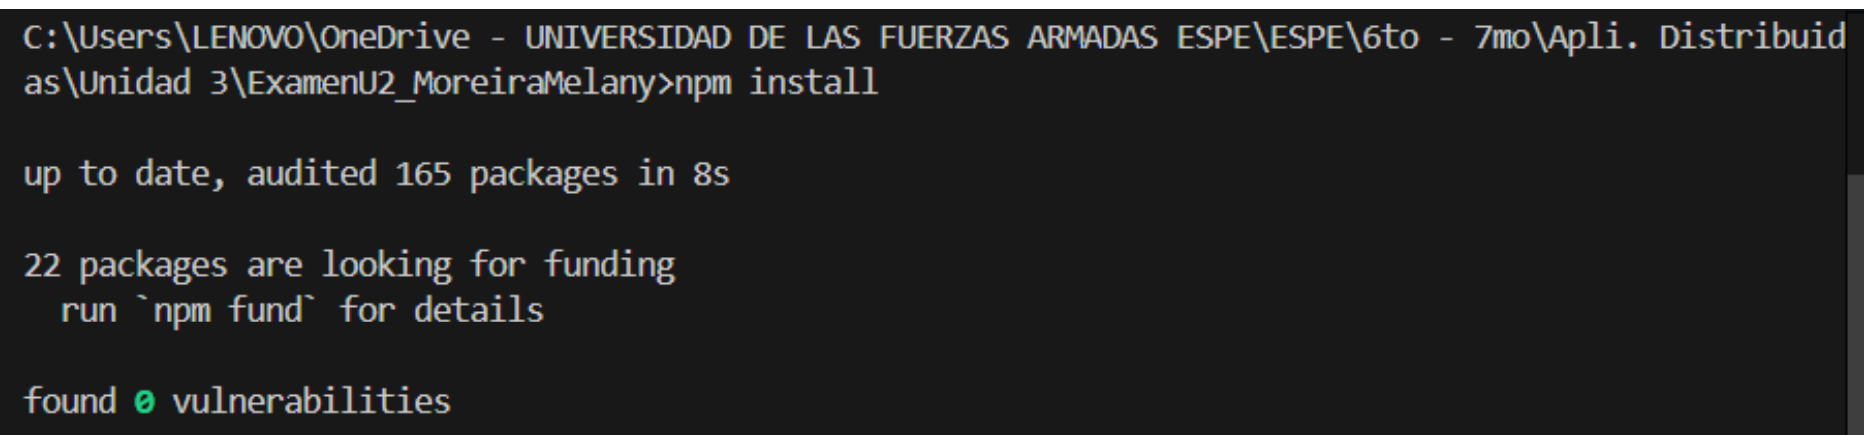 C:\Users\LENOVO\OneDrive - UNIVERSIDAD DE LAS FUERZAS ARMADAS ESPE\ESPE\6to - 7mo\Apli. Distribuid
as\Unidad 3\ExamenU2_MoreiraMelany>npm install
up to date, audited 165 packages in 8s
22 packages are looking for funding
  run `npm fund` for details
found 0 vulnerabilities